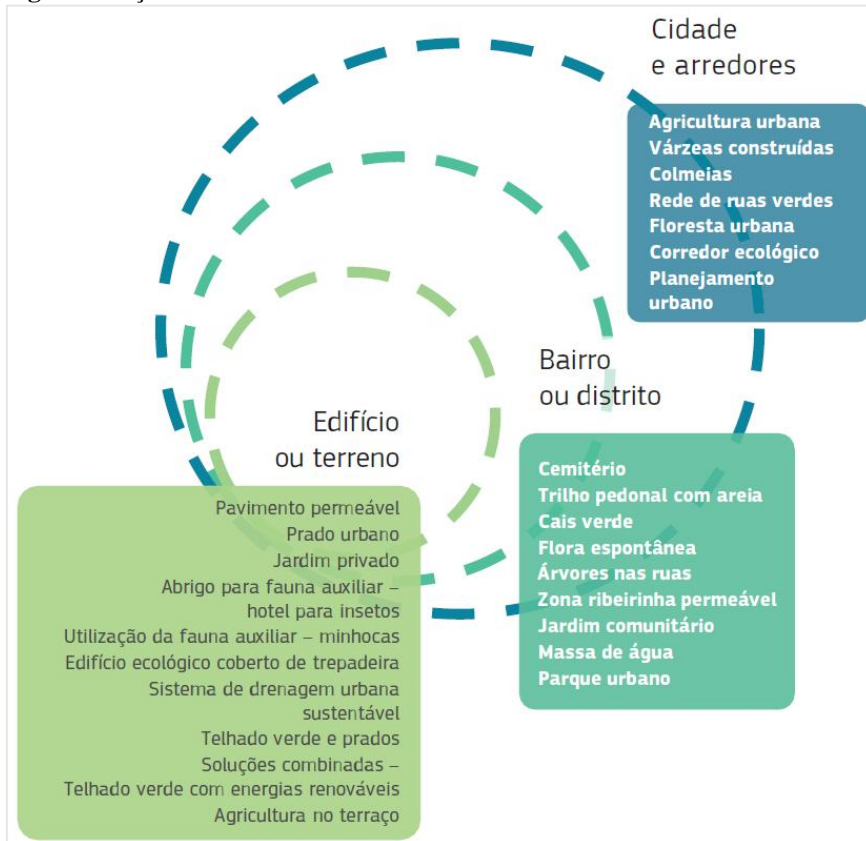 Cidade
e arredores
Agricultura urbana
Várzeas construídas
Colmeias
Rede de ruas verdes
Floresta urbana
Corredor ecológico
Planejamento
urbano
Bairro
ou distrito
Cemitério
Trilho pedonal com areia
Cais verde
Flora espontânea
Árvores nas ruas
Zona ribeirinha permeável
Jardim comunitário
Massa de água
Parque urbano
Edifício
ou terreno
Pavimento permeável
Prado urbano
Jardim privado
Abrigo para fauna auxiliar –
hotel para insetos
Utilização da fauna auxiliar – minhocas
Edifício ecológico coberto de trepadeira
Sistema de drenagem urbana
sustentável
Telhado verde e prados
Soluções combinadas –
Telhado verde com energias renováveis
Agricultura no terraço